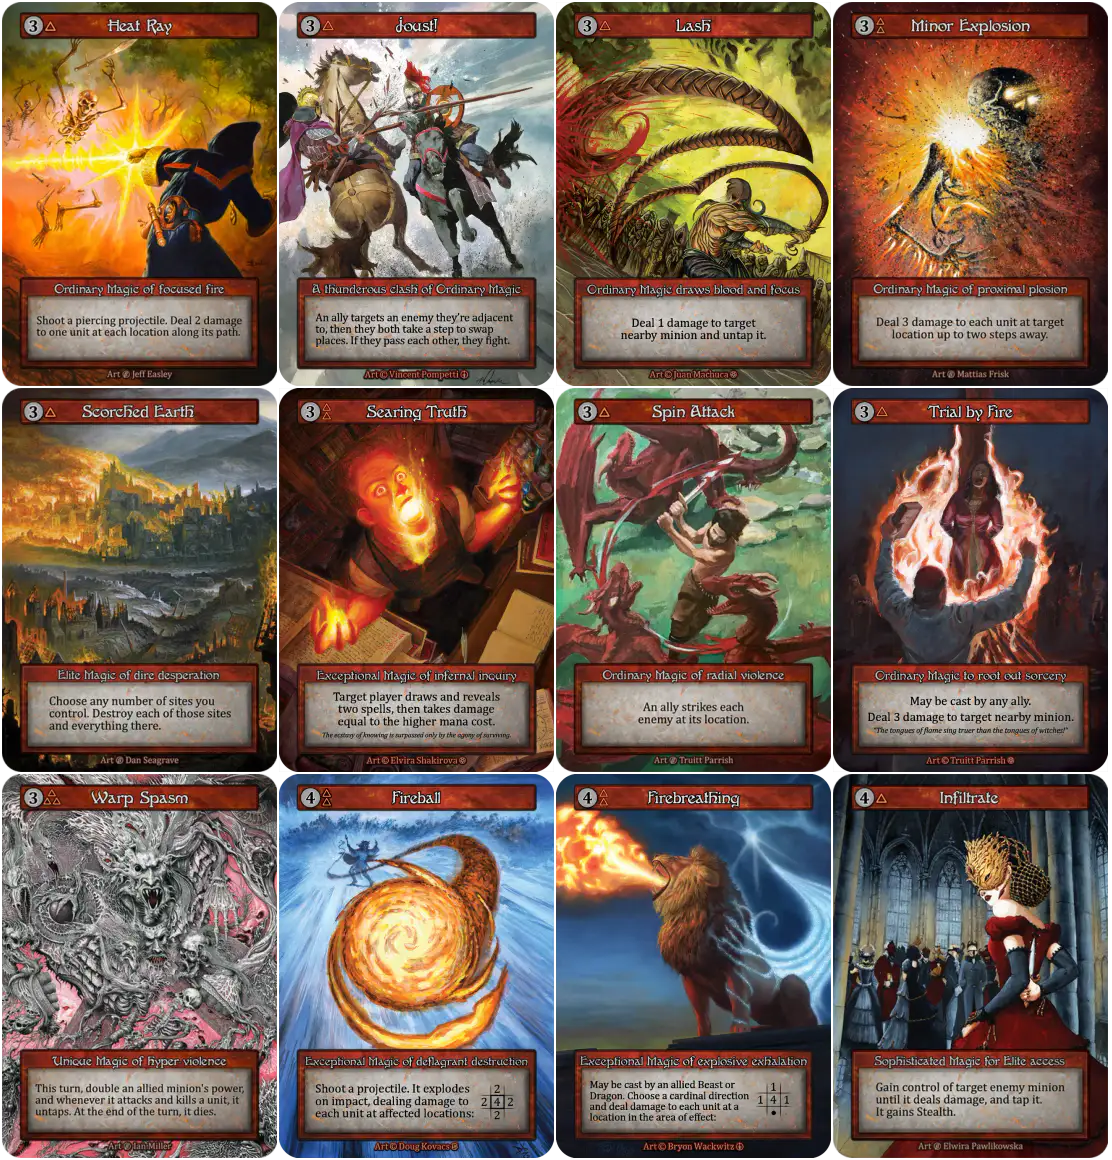 3 Heat Ray
Ordinary Magic of focused fire
Shoot a piercing projectile. Deal 2 damage
to one unit at each location along its path.
Art @ Jeff Easley
3 Joust!
A thunderous clash of Ordinary Magic
An ally targets an enemy they're adjacent
to, then they both take a step to swap
places. If they pass each other, they fight.
Art © Vincent Pompetti
3 Lash
Ordinary Magic draws blood and focus
Deal 1 damage to target
nearby minion and untap it.
Art © Juan Machuca
3 Minor Explosion
Ordinary Magic of proximal plosion
Deal 3 damage to each unit at target
location up to two steps away.
Art @ Mattias Frisk
3 Scorched Earth
Elite Magic of dire desperation
Choose any number of sites you
control. Destroy each of those sites
and everything there.
Art @ Dan Seagrave
3 Searing Truth
Exceptional Magic of infernal inquiry
Target player draws and reveals
two spells, then takes damage
equal to the higher mana cost.
The ecstasy of knowing is surpassed only by the agony of surviving.
Art © Elvira Shakirova
3 Spin Attack
Ordinary Magic of radial violence
An ally strikes each
enemy at its location.
Art @ Truitt Parrish
3 Trial by Fire
Ordinary Magic to root out sorcery
May be cast by any ally.
Deal 3 damage to target nearby minion.
"The tongues of flame sing truer than the tongues of witches!"
Art © Truitt Parrish
3 Warp Spasm
Unique Magic of hyper violence
This turn, double an allied minion's power,
and whenever it attacks and kills a unit, it
untaps. At the end of the turn, it dies.
Art @ Ian Miller
4 Fireball
Exceptional Magic of deflagrant destruction
Shoot a projectile. It explodes
on impact, dealing damage to
each unit at affected locations:
2
2 4 2
2
Art © Doug Kovacs
4 Firebreathing
Exceptional Magic of explosive exhalation
May be cast by an allied Beast or
Dragon. Choose a cardinal direction
and deal damage to each unit at a
location in the area of effect:
1
1 4 1
Art © Bryon Wackwitz
4 Infiltrate
Sophisticated Magic for Elite access
Gain control of target enemy minion
until it deals damage, and tap it.
It gains Stealth.
Art @ Elwira Pawlikowska